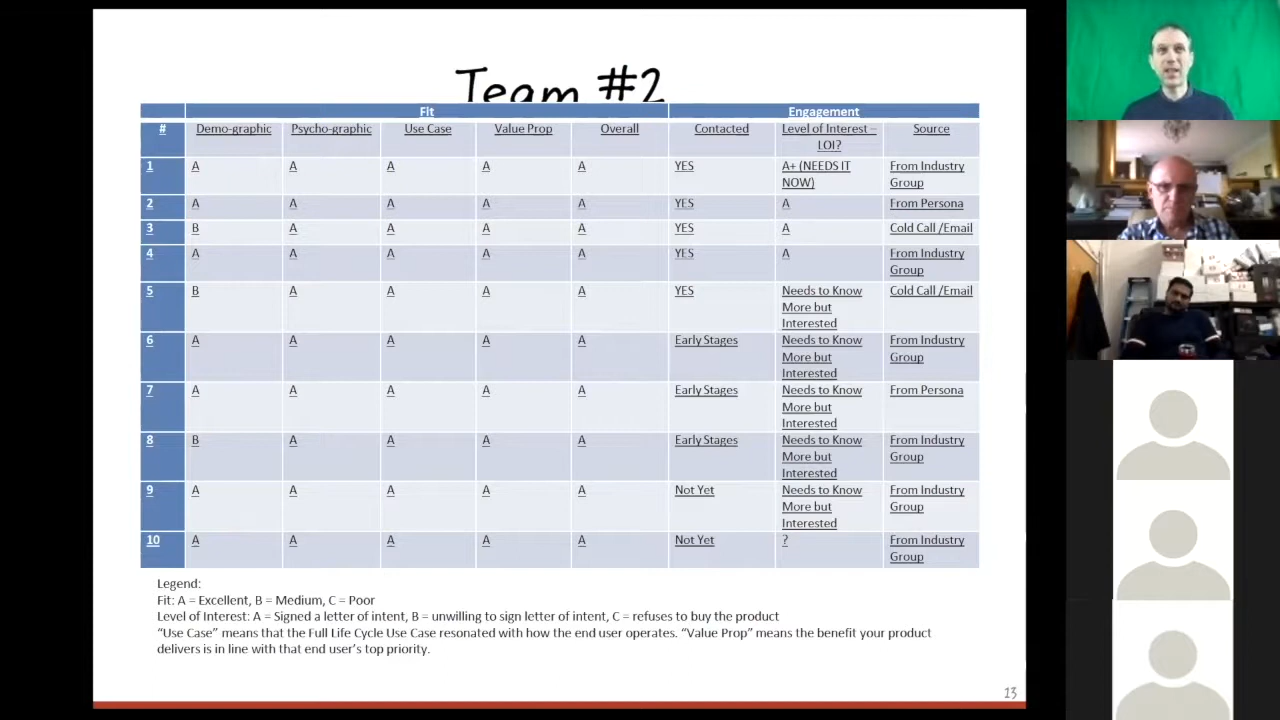 Team #2
Fit Engagement
# Demo-graphic Psycho-graphic Use Case Value Prop Overall Contacted Level of Interest – Source
LOI?
1 A A A A A YES A+ (NEEDS IT From Industry
NOW) Group
2 A A A A A YES A From Persona
3 B A A A A YES A Cold Call /Email
4 A A A A A YES A From Industry
Group
5 B A A A A YES Needs to Know Cold Call /Email
More but
Interested
6 A A A A A Early Stages Needs to Know From Industry
More but Group
Interested
7 A A A A A Early Stages Needs to Know From Persona
More but
Interested
8 B A A A A Early Stages Needs to Know From Industry
More but Group
Interested
9 A A A A A Not Yet Needs to Know From Industry
More but Group
Interested
10 A A A A A Not Yet ? From Industry
Group
Legend:
Fit: A = Excellent, B = Medium, C = Poor
Level of Interest: A = Signed a letter of intent, B = unwilling to sign letter of intent, C = refuses to buy the product
“Use Case” means that the Full Life Cycle Use Case resonated with how the end user operates. “Value Prop” means the benefit your product
delivers is in line with that end user’s top priority.
13